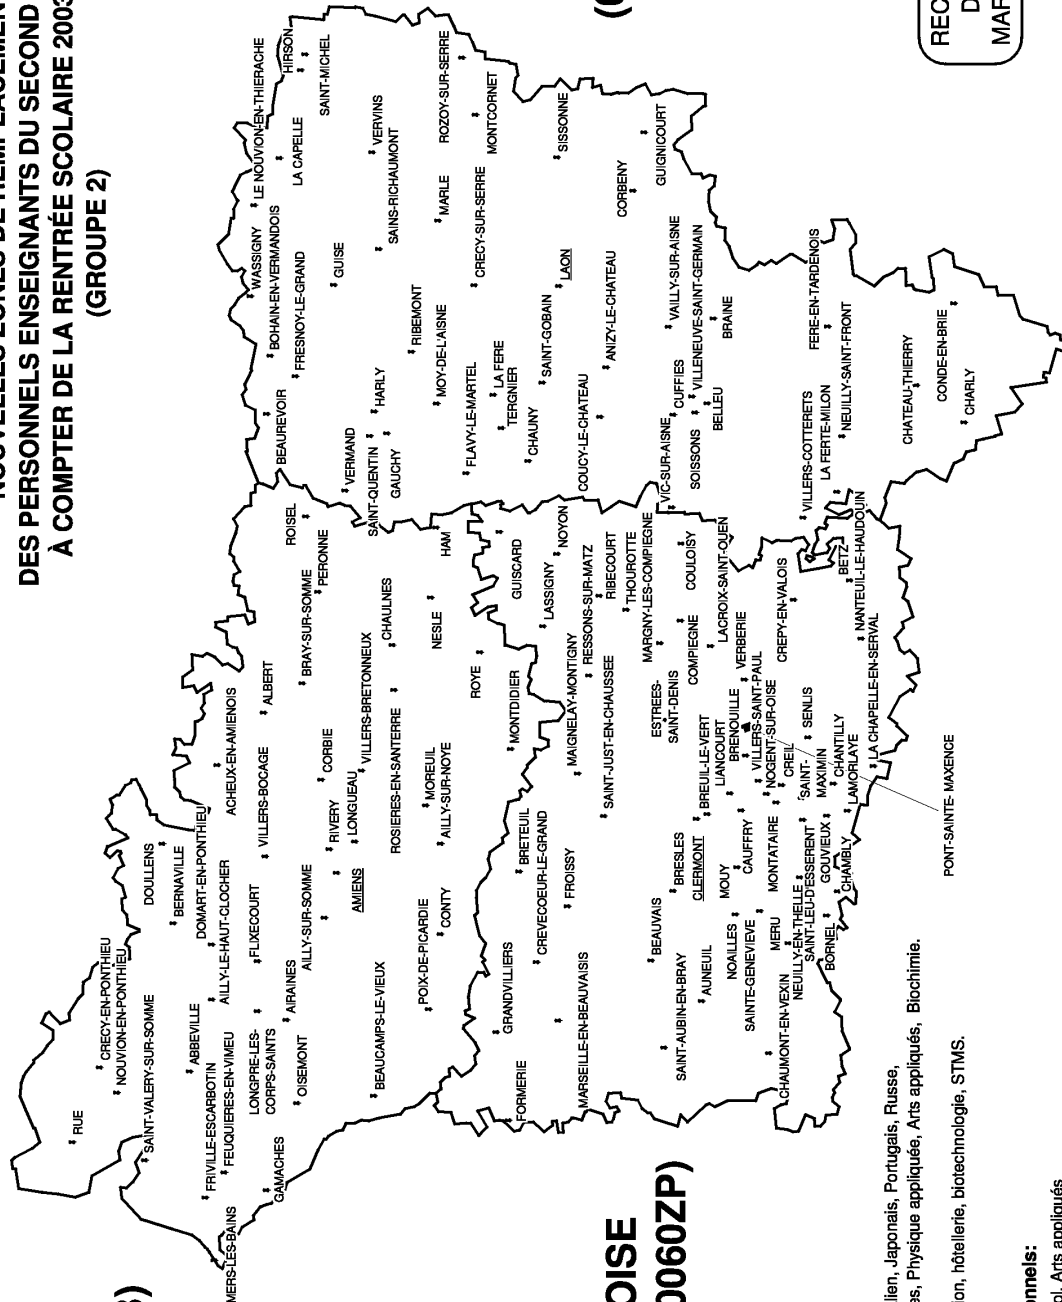 DES PERSONNELS ENSEIGNANTS DU SECOND
À COMPTER DE LA RENTRÉE SCOLAIRE 2003
(GROUPE 2)
REC
D
MAR
RUE
CRECY-EN-PONTHIEU
NOUVION-EN-PONTHIEU
SAINT-VALERY-SUR-SOMME
DOULLENS
BERNAVILLE
DOMART-EN-PONTHIEU
ABBEVILLE
AILLY-LE-HAUT-CLOCHER
FRIVILLE-ESCARBOTIN
FEUQUIERES-EN-VIMEU
MERS-LES-BAINS
GAMACHES
LONGPRE-LES-
CORPS-SAINTS
OISEMONT
AIRAINES
FLIXECOURT
AILLY-SUR-SOMME
VILLERS-BOCAGE
ACHEUX-EN-AMIENOIS
ALBERT
BRAY-SUR-SOMME
PERONNE
ROISEL
CORBIE
RIVERY
LONGUEAU
AMIENS
VILLERS-BRETONNEUX
CHAULNES
ROSIERES-EN-SANTERRE
BEAUCAMPS-LE-VIEUX
POIX-DE-PICARDIE
CONTY
MOREUIL
AILLY-SUR-NOYE
NESLE
HAM
ROYE
MONTDIDIER
LE NOUVION-EN-THIERACHE
HIRSON
SAINT-MICHEL
LA CAPELLE
WASSIGNY
BOHAIN-EN-VERMANDOIS
FRESNOY-LE-GRAND
GUISE
VERVINS
SAINS-RICHAUMONT
ROZOY-SUR-SERRE
MONTCORNET
MARLE
CRECY-SUR-SERRE
BEAUREVOIR
VERMAND
HARLY
SAINT-QUENTIN
GAUCHY
RIBEMONT
MOY-DE-L'AISNE
FLAVY-LE-MARTEL
LA FERE
TERGNIER
CHAUNY
SAINT-GOBAIN
LAON
SISSONNE
CORBENY
GUIGNICOURT
ANIZY-LE-CHATEAU
COUCY-LE-CHATEAU
VIC-SUR-AISNE
CUFFIES
SOISSONS
VILLENEUVE-SAINT-GERMAIN
BELLEU
VAILLY-SUR-AISNE
BRAINE
FERE-EN-TARDENOIS
VILLERS-COTTERETS
LA FERTE-MILON
NEUILLY-SAINT-FRONT
CHATEAU-THIERRY
CONDE-EN-BRIE
CHARLY
GUISCARD
NOYON
LASSIGNY
RESSONS-SUR-MATZ
RIBECOURT
THOUROTTE
MARGNY-LES-COMPIEGNE
COULOISY
COMPIEGNE
LACROIX-SAINT-OUEN
VERBERIE
CREPY-EN-VALOIS
BETZ
NANTEUIL-LE-HAUDOUIN
LA CHAPELLE-EN-SERVAL
MAIGNELAY-MONTIGNY
SAINT-JUST-EN-CHAUSSEE
ESTREES-
SAINT-DENIS
BRETEUIL
CREVECOEUR-LE-GRAND
FROISSY
GRANDVILLIERS
FORMERIE
MARSEILLE-EN-BEAUVAISIS
BEAUVAIS
BRESLES
CLERMONT
BREUIL-LE-VERT
LIANCOURT
BRENOUILLE
VILLERS-SAINT-PAUL
NOGENT-SUR-OISE
CREIL
SAINT-
MAXIMIN
SENLIS
CHANTILLY
LAMORLAYE
MOUY
CAUFFRY
MONTATAIRE
SAINT-AUBIN-EN-BRAY
AUNEUIL
NOAILLES
SAINTE-GENEVIEVE
MERU
NEUILLY-EN-THELLE
SAINT-LEU-D'ESSERENT
GOUVIEUX
CHAMBLY
BORNEL
CHAUMONT-EN-VEXIN
PONT-SAINTE- MAXENCE
OISE
0060ZP)
lien, Japonais, Portugais, Russe,
es, Physique appliquée, Arts appliqués, Biochimie.
on, hôtellerie, biotechnologie, STMS.
onnels:
ol, Arts appliqués